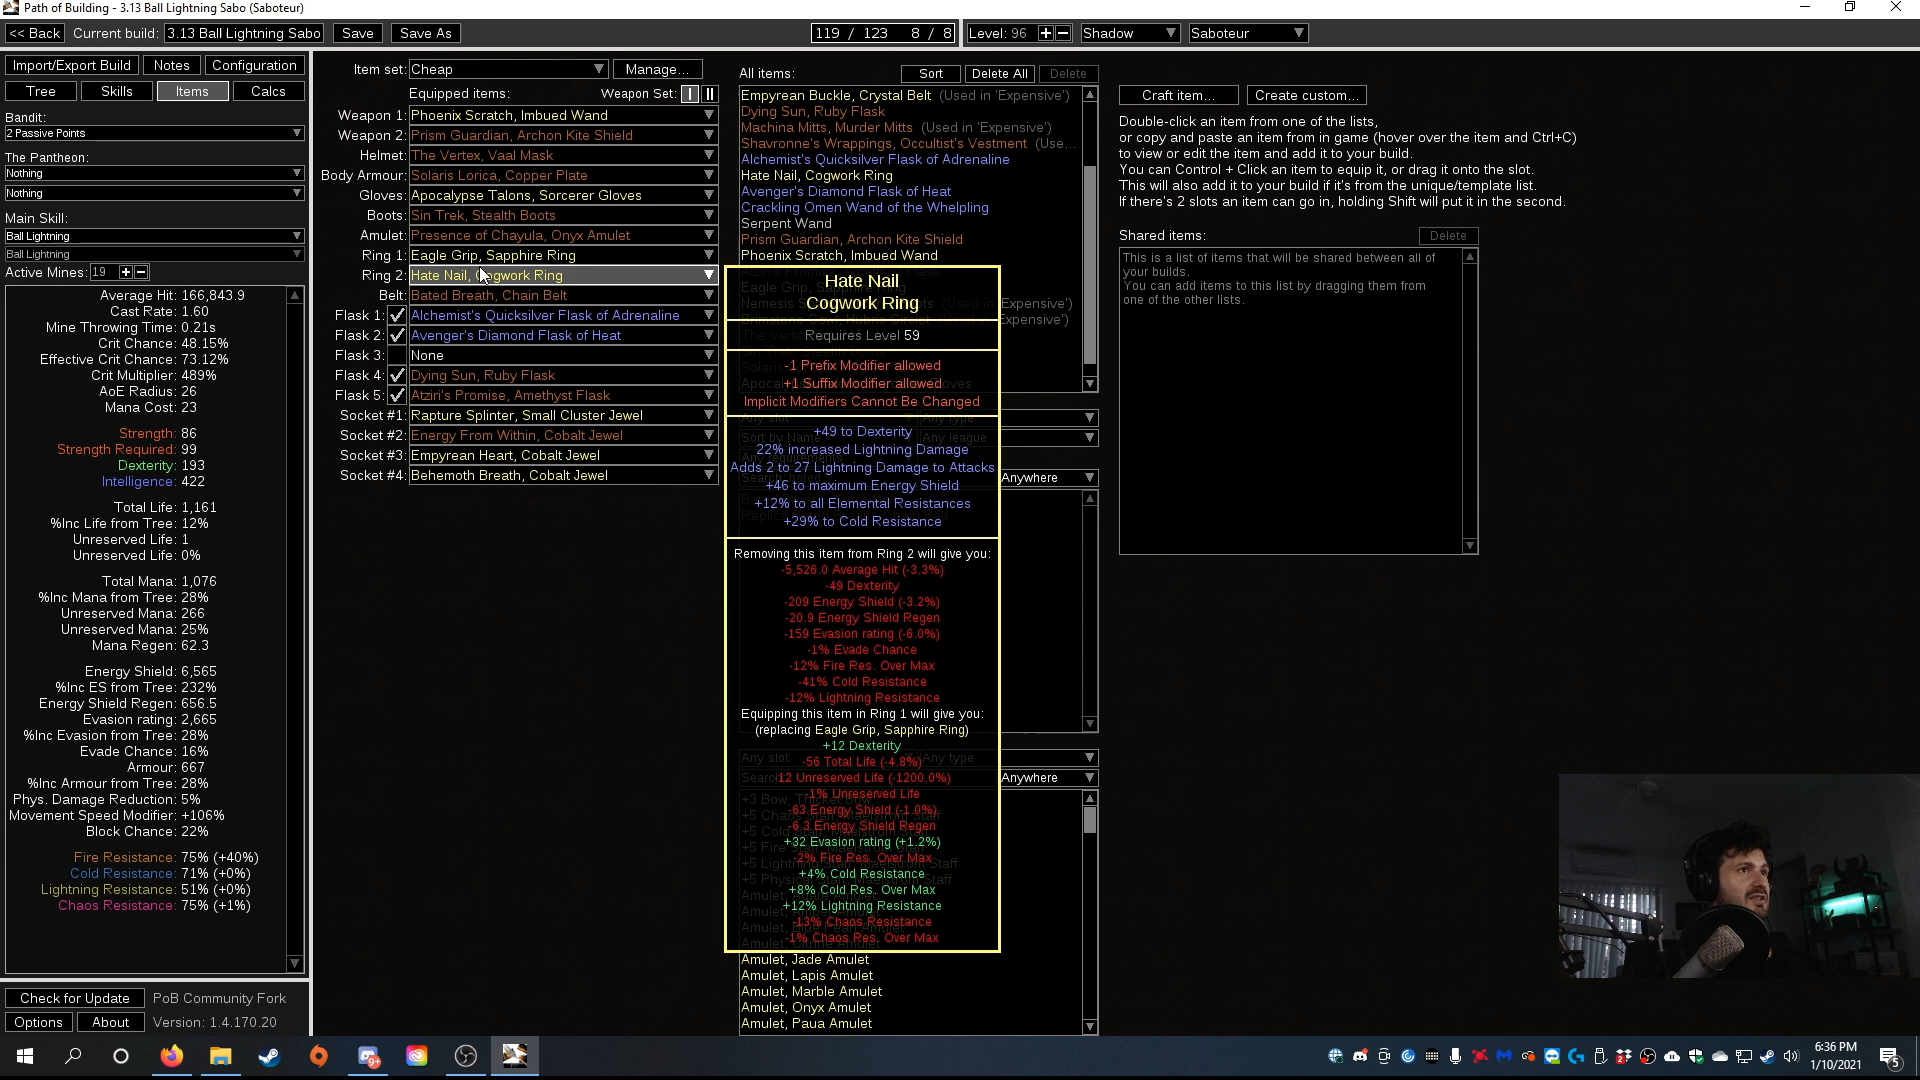 Path of Building - 3.13 Ball Lightning Sabo (Saboteur)
<< Back Current build: 3.13 Ball Lightning Sabo Save Save As 119 / 123 8 / 8 Level: 96 Shadow Saboteur
Import/Export Build Notes Configuration
Tree Skills Items Calcs
Bandit:
2 Passive Points
The Pantheon:
Nothing
Nothing
Main Skill:
Ball Lightning
Ball Lightning
Active Mines: 19
Average Hit: 166,843.9
Cast Rate: 1.60
Mine Throwing Time: 0.21s
Crit Chance: 48.15%
Effective Crit Chance: 73.12%
Crit Multiplier: 489%
AoE Radius: 26
Mana Cost: 23
Strength: 86
Strength Required: 99
Dexterity: 193
Intelligence: 422
Total Life: 1,161
%Inc Life from Tree: 12%
Unreserved Life: 1
Unreserved Life: 0%
Total Mana: 1,076
%Inc Mana from Tree: 28%
Unreserved Mana: 266
Unreserved Mana: 25%
Mana Regen: 62.3
Energy Shield: 6,565
%Inc ES from Tree: 232%
Energy Shield Regen: 656.5
Evasion rating: 2,665
%Inc Evasion from Tree: 28%
Evade Chance: 16%
Armour: 667
%Inc Armour from Tree: 28%
Phys. Damage Reduction: 5%
Movement Speed Modifier: +106%
Block Chance: 22%
Fire Resistance: 75% (+40%)
Cold Resistance: 71% (+0%)
Lightning Resistance: 51% (+0%)
Chaos Resistance: 75% (+1%)
Check for Update PoB Community Fork
Options About Version: 1.4.170.20
Item set: Cheap Manage...
Equipped items: Weapon Set: I II
Weapon 1: Phoenix Scratch, Imbued Wand
Weapon 2: Prism Guardian, Archon Kite Shield
Helmet: The Vertex, Vaal Mask
Body Armour: Solaris Lorica, Copper Plate
Gloves: Apocalypse Talons, Sorcerer Gloves
Boots: Sin Trek, Stealth Boots
Amulet: Presence of Chayula, Onyx Amulet
Ring 1: Eagle Grip, Sapphire Ring
Ring 2: Hate Nail, Cogwork Ring
Belt: Bated Breath, Chain Belt
Flask 1: Alchemist's Quicksilver Flask of Adrenaline
Flask 2: Avenger's Diamond Flask of Heat
Flask 3: None
Flask 4: Dying Sun, Ruby Flask
Flask 5: Atziri's Promise, Amethyst Flask
Socket #1: Rapture Splinter, Small Cluster Jewel
Socket #2: Energy From Within, Cobalt Jewel
Socket #3: Empyrean Heart, Cobalt Jewel
Socket #4: Behemoth Breath, Cobalt Jewel
All items: Sort Delete All Delete
Empyrean Buckle, Crystal Belt (Used in 'Expensive')
Dying Sun, Ruby Flask
Machina Mitts, Murder Mitts (Used in 'Expensive')
Shavronne's Wrappings, Occultist's Vestment (Use...
Alchemist's Quicksilver Flask of Adrenaline
Hate Nail, Cogwork Ring
Avenger's Diamond Flask of Heat
Crackling Omen Wand of the Whelping
Serpent Wand
Prism Guardian, Archon Kite Shield
Phoenix Scratch, Imbued Wand
Hate Nail
Cogwork Ring
Requires Level 59
-1 Prefix Modifier allowed
+1 Suffix Modifier allowed
Implicit Modifiers Cannot Be Changed
+49 to Dexterity
22% increased Lightning Damage
Adds 2 to 27 Lightning Damage to Attacks
+46 to maximum Energy Shield
+12% to all Elemental Resistances
+29% to Cold Resistance
Removing this item from Ring 2 will give you:
-5,526.0 Average Hit (-3.3%)
-49 Dexterity
-209 Energy Shield (-3.2%)
-20.9 Energy Shield Regen
-159 Evasion rating (-6.0%)
-1% Evade Chance
-12% Fire Res. Over Max
-41% Cold Resistance
-12% Lightning Resistance
Equipping this item in Ring 1 will give you:
(replacing Eagle Grip, Sapphire Ring)
+12 Dexterity
-56 Total Life (-4.8%)
-12 Unreserved Life (-1200.0%)
-1% Unreserved Life
-63 Energy Shield (-1.0%)
-6.3 Energy Shield Regen
+32 Evasion rating (+1.2%)
-2% Fire Res. Over Max
+4% Cold Resistance
+8% Cold Res. Over Max
+12% Lightning Resistance
-13% Chaos Resistance
-1% Chaos Res. Over Max
Anywhere
Anywhere
Amulet, Jade Amulet
Amulet, Lapis Amulet
Amulet, Marble Amulet
Amulet, Onyx Amulet
Amulet, Paua Amulet
Craft item... Create custom...
Double-click an item from one of the lists,
or copy and paste an item from in game (hover over the item and Ctrl+C)
to view or edit the item and add it to your build.
You can Control + Click an item to equip it, or drag it onto the slot.
This will also add it to your build if it's from the unique/template list.
If there's 2 slots an item can go in, holding Shift will put it in the second.
Shared items: Delete
This is a list of items that will be shared between all of
your builds.
You can add items to this list by dragging them from
one of the other lists.
6:36 PM
1/10/2021